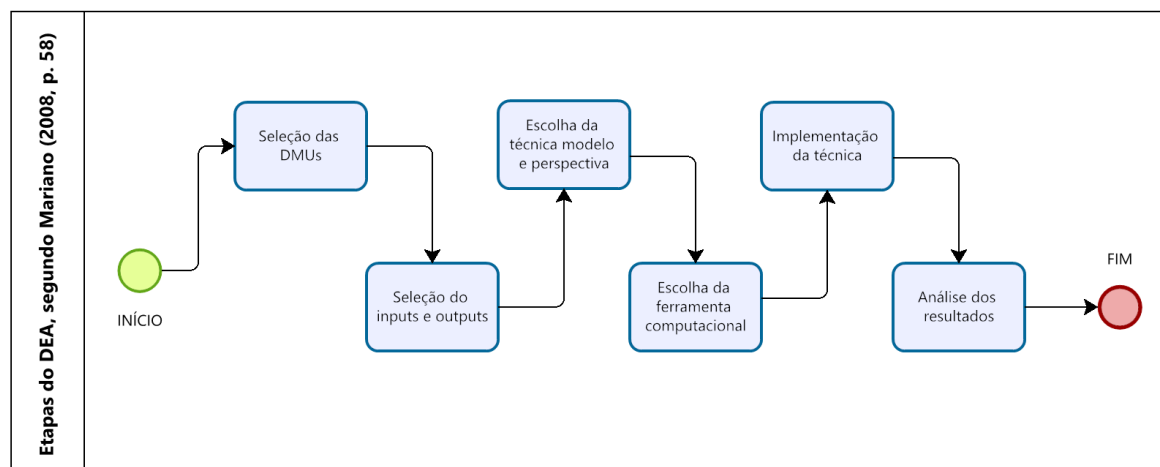 Etapas do DEA, segundo Mariano (2008, p. 58)
INÍCIO
Seleção das
DMUs
Seleção do
inputs e outputs
Escolha da
técnica modelo
e perspectiva
Escolha da
ferramenta
computacional
Implementação
da técnica
Análise dos
resultados
FIM